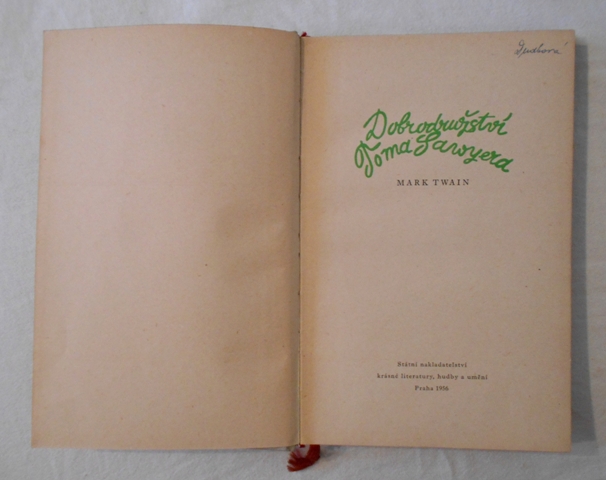 Dobrodružství
Toma Sawyera
MARK TWAIN
Státní nakladatelství
krásné literatury, hudby a umění
Praha 1956